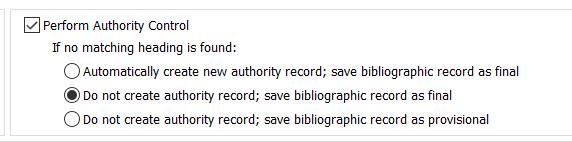 Perform Authority Control
If no matching heading is found:
Automatically create new authority record; save bibliographic record as final
Do not create authority record; save bibliographic record as final
Do not create authority record; save bibliographic record as provisional